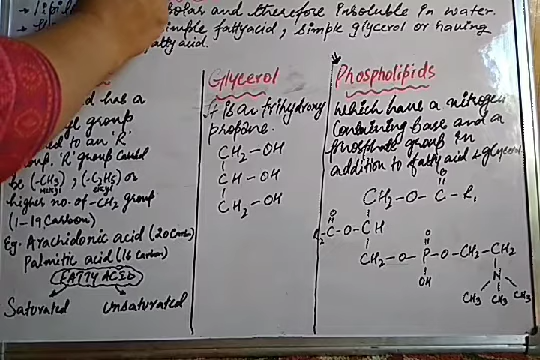 polar and therefore insoluble in water.
simple fattyacid, simple glycerol or having
fatty acid.
has a
group
to an 'R'
group. 'R' group could
be (-CH3), (-C2H5) or
higher no. of -CH2 group
(1-19 Carbon)
Eg: Arachidonic acid (20 Carbon)
Palmitic acid (16 Carbon)
FATTY ACID
Saturated Unsaturated
Glycerol
It is a trihydroxy
propane.
CH2-OH
CH-OH
CH2-OH
Phospholipids
Which have a nitrogen
Containing base and a
Phosphate group in
addition to fatty acid & glycerol
O
CH2-O-C-R1
O
R2-C-O-CH
O
CH2-O-P-O-CH2-CH2
OH N
CH3 CH3 CH3